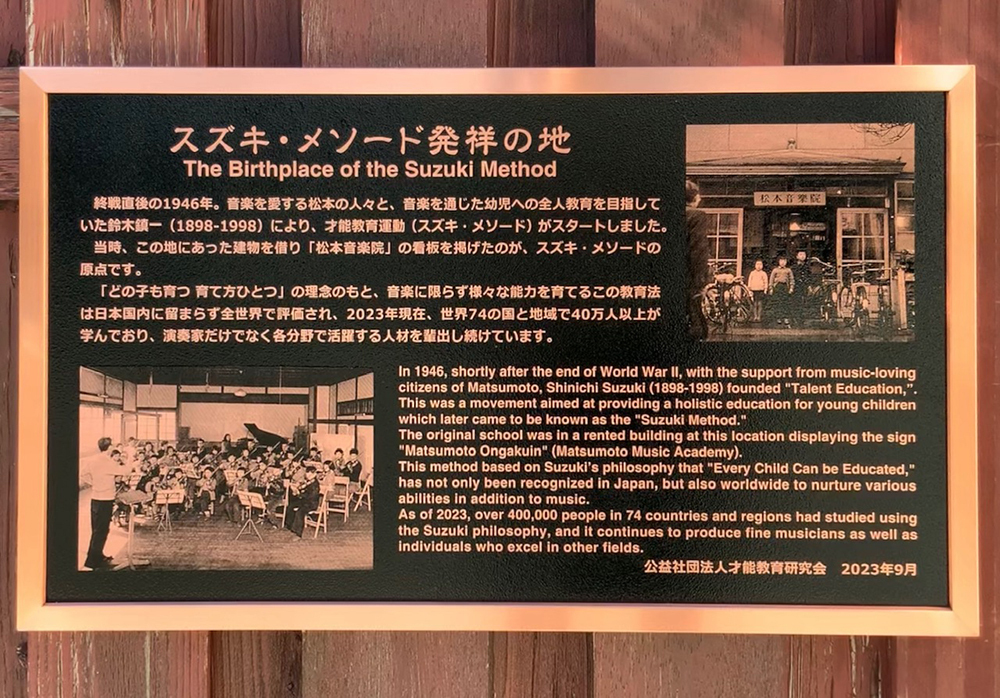 スズキ・メソード発祥の地
The Birthplace of the Suzuki Method
終戦直後の1946年。音楽を愛する松本の人々と、音楽を通じた幼児への全人教育を目指して
いた鈴木鎮一（1898-1998）により、才能教育運動（スズキ・メソード）がスタートしました。
当時、この地にあった建物を借り「松本音楽院」の看板を掲げたのが、スズキ・メソードの
原点です。
「どの子も育つ 育て方ひとつ」の理念のもと、音楽に限らず様々な能力を育てるこの教育法
は日本国内に留まらず全世界で評価され、2023年現在、世界74の国と地域で40万人以上が
学んでおり、演奏家だけでなく各分野で活躍する人材を輩出し続けています。
松本音樂院
In 1946, shortly after the end of World War II, with the support from music-loving
citizens of Matsumoto, Shinichi Suzuki (1898-1998) founded "Talent Education,".
This was a movement aimed at providing a holistic education for young children
which later came to be known as the "Suzuki Method."
The original school was in a rented building at this location displaying the sign
"Matsumoto Ongakuin" (Matsumoto Music Academy).
This method based on Suzuki's philosophy that "Every Child Can be Educated,"
has not only been recognized in Japan, but also worldwide to nurture various
abilities in addition to music.
As of 2023, over 400,000 people in 74 countries and regions had studied using
the Suzuki philosophy, and it continues to produce fine musicians as well as
individuals who excel in other fields.
公益社団法人才能教育研究会 2023年9月